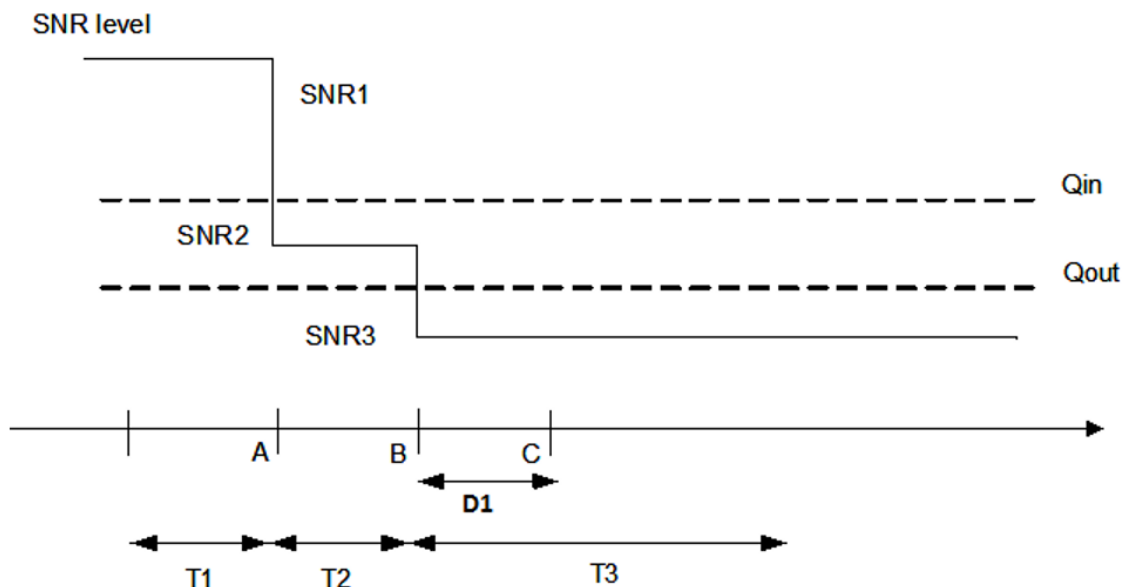 SNR level
SNR1
Qin
SNR2
Qout
SNR3
A
B
C
D1
T1
T2
T3